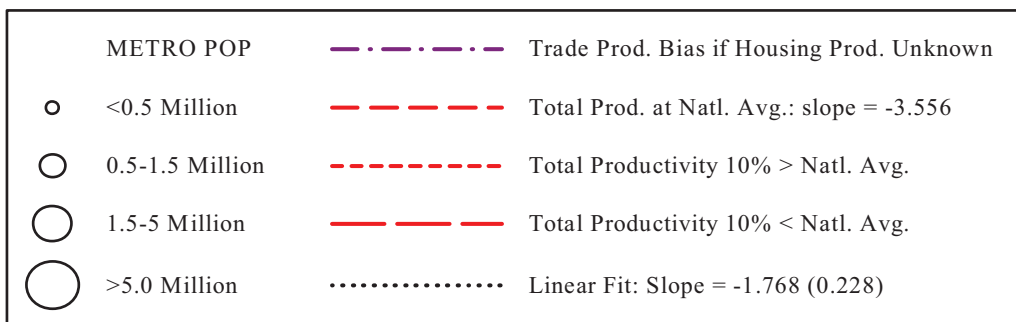 METRO POP Trade Prod. Bias if Housing Prod. Unknown
<0.5 Million Total Prod. at Natl. Avg.: slope = -3.556
0.5-1.5 Million Total Productivity 10% > Natl. Avg.
1.5-5 Million Total Productivity 10% < Natl. Avg.
>5.0 Million Linear Fit: Slope = -1.768 (0.228)